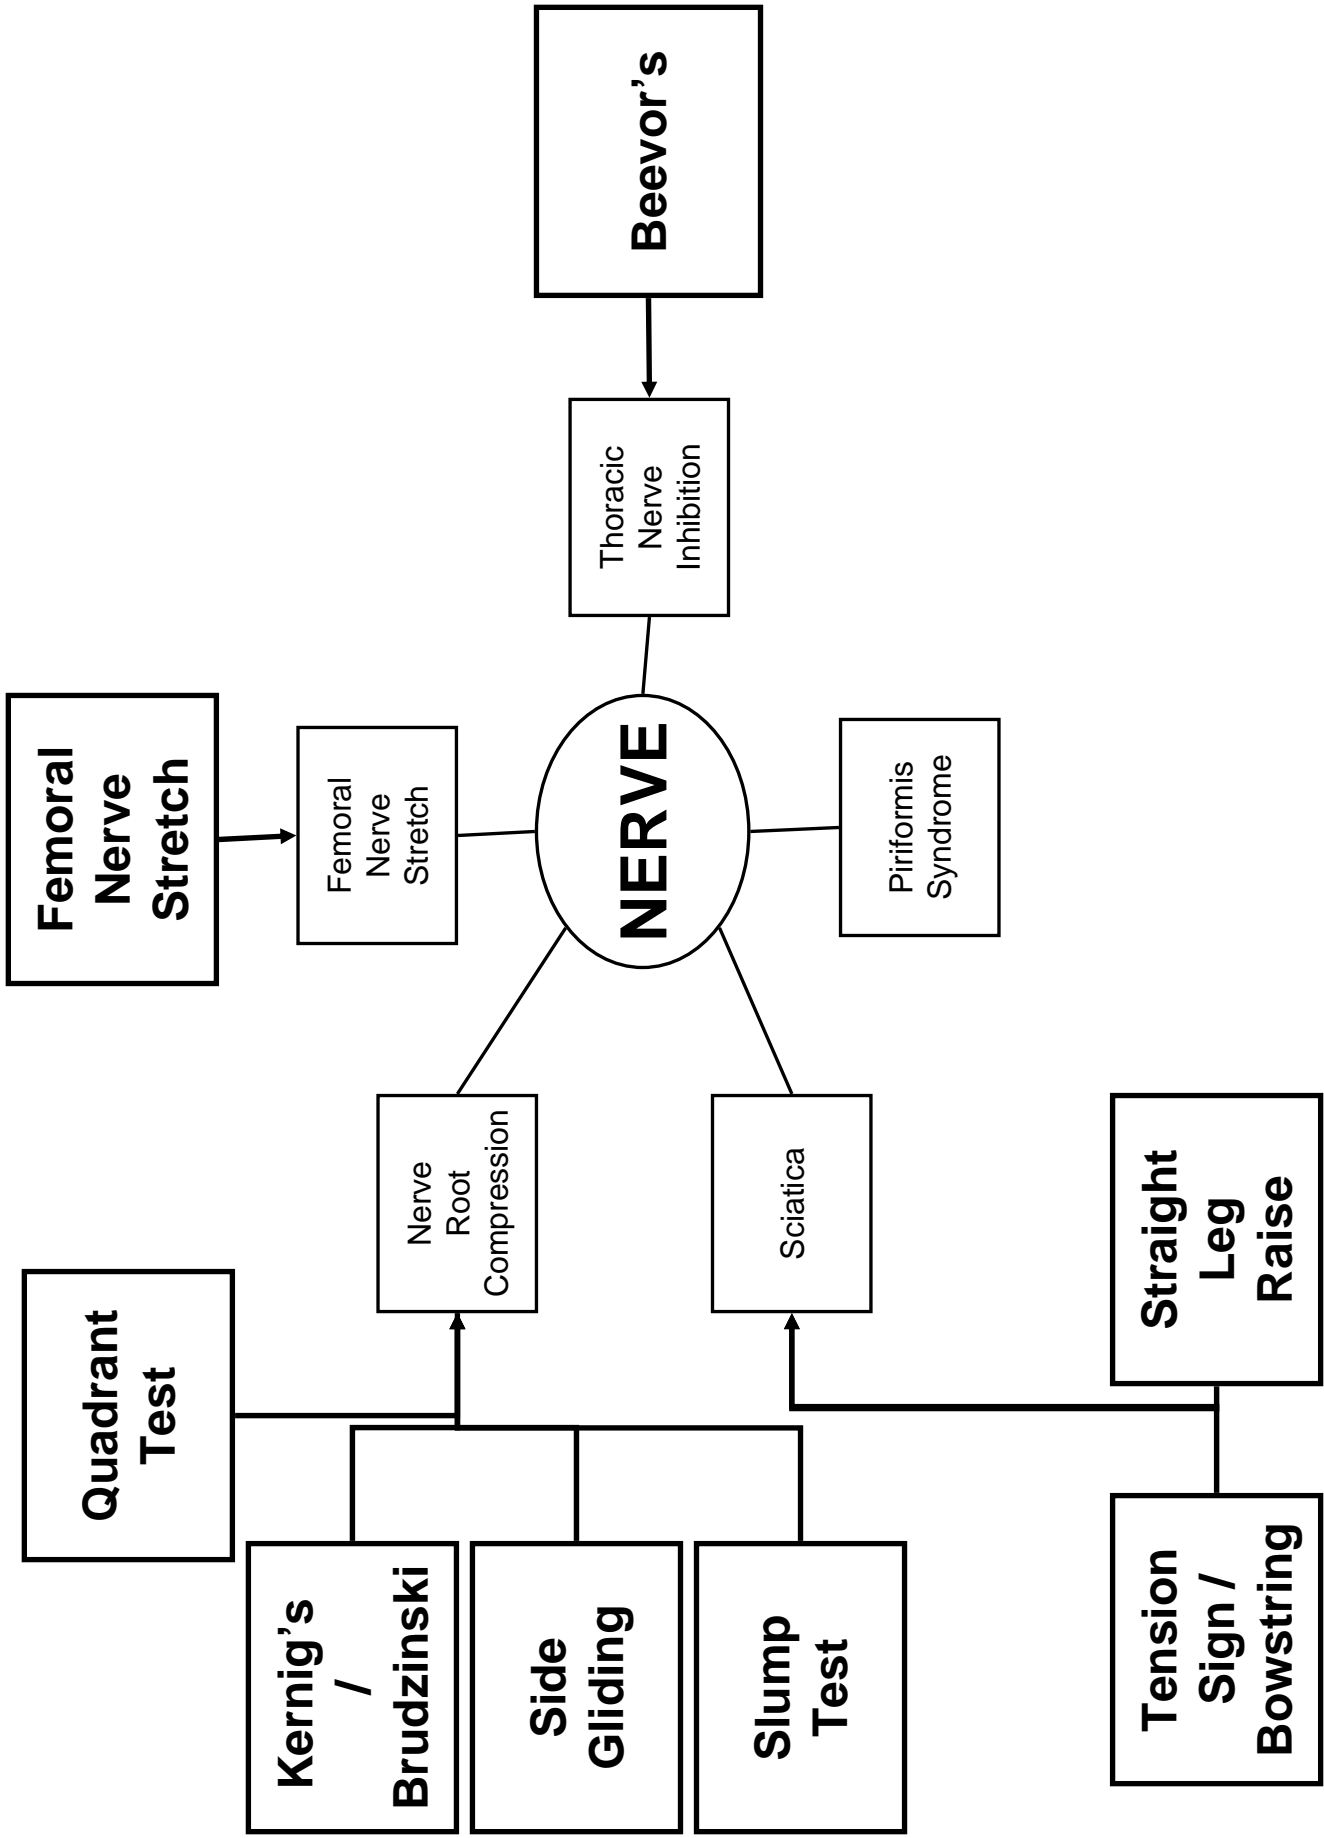 Quadrant
Test
Kernig’s
/
Brudzinski
Side
Gliding
Slump
Test
Tension
Sign /
Bowstring
Straight
Leg
Raise
Nerve
Root
Compression
Sciatica
Femoral
Nerve
Stretch
Femoral
Nerve
Stretch
NERVE
Piriformis
Syndrome
Thoracic
Nerve
Inhibition
Beevor’s